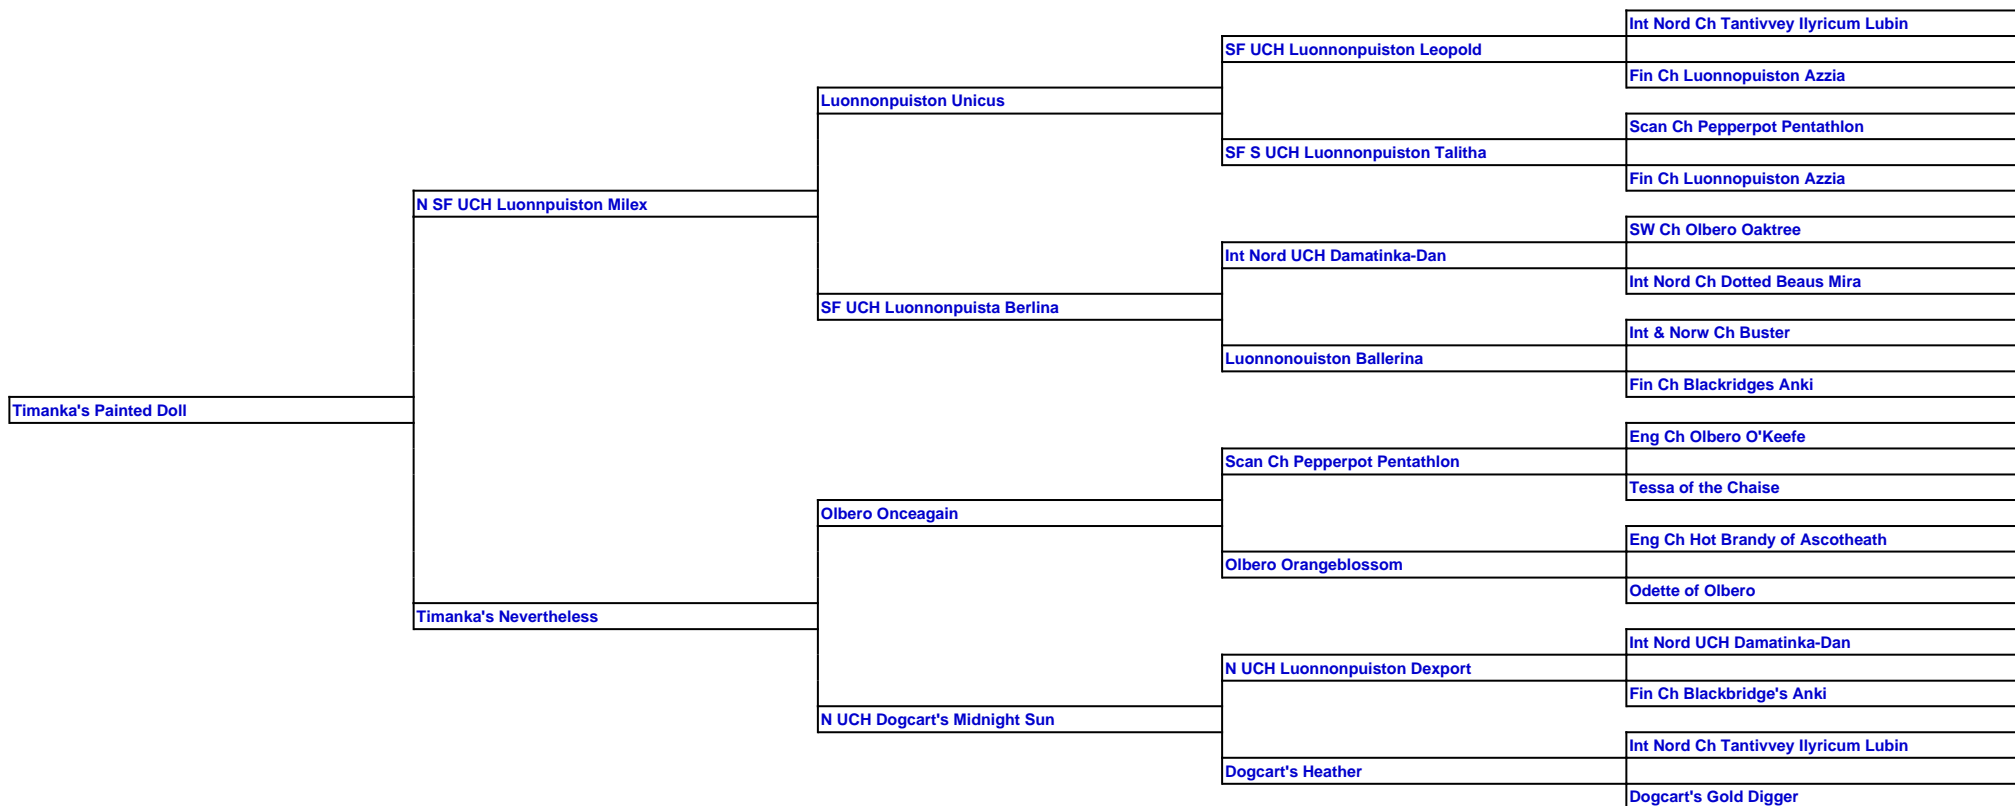 Int Nord Ch Tantivvey Ilyricum Lubin
SF UCH Luonnonpuiston Leopold
Fin Ch Luonnopuiston Azzia
Luonnonpuiston Unicus
Scan Ch Pepperpot Pentathlon
SF S UCH Luonnonpuiston Talitha
Fin Ch Luonnopuiston Azzia
N SF UCH Luonnpuiston Milex
SW Ch Olbero Oaktree
Int Nord UCH Damatinka-Dan
Int Nord Ch Dotted Beaus Mira
SF UCH Luonnonpuista Berlina
Int & Norw Ch Buster
Luonnonouiston Ballerina
Fin Ch Blackridges Anki
Timanka's Painted Doll
Eng Ch Olbero O'Keefe
Scan Ch Pepperpot Pentathlon
Tessa of the Chaise
Olbero Onceagain
Eng Ch Hot Brandy of Ascotheath
Olbero Orangeblossom
Odette of Olbero
Timanka's Nevertheless
Int Nord UCH Damatinka-Dan
N UCH Luonnonpuiston Dexport
Fin Ch Blackbridge's Anki
N UCH Dogcart's Midnight Sun
Int Nord Ch Tantivvey Ilyricum Lubin
Dogcart's Heather
Dogcart's Gold Digger